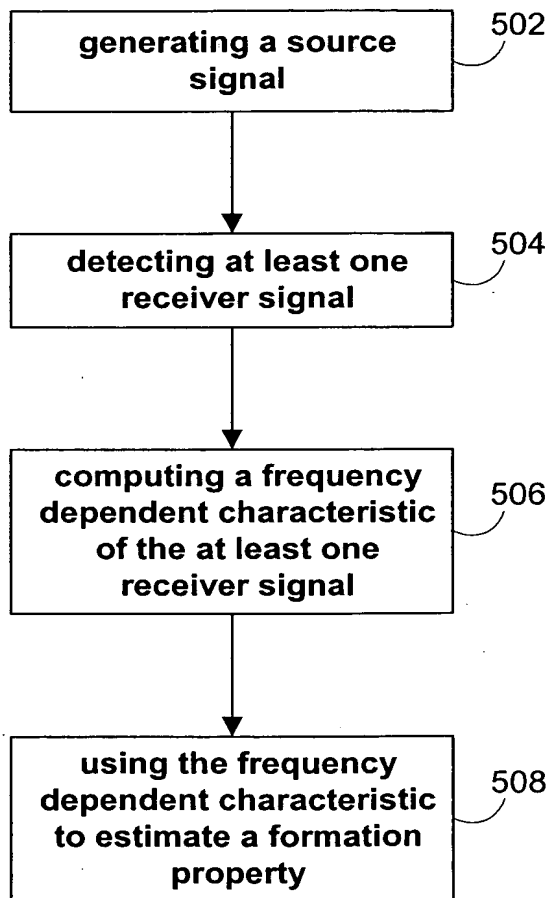 generating a source
signal
502
detecting at least one
receiver signal
504
computing a frequency
dependent characteristic
of the at least one
receiver signal
506
using the frequency
dependent characteristic
to estimate a formation
property
508